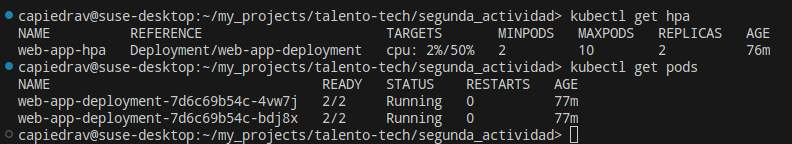 capiedrav@suse-desktop:~/my_projects/talento-tech/segunda_actividad> kubectl get hpa
NAME          REFERENCE                       TARGETS       MINPODS   MAXPODS   REPLICAS   AGE
web-app-hpa   Deployment/web-app-deployment   cpu: 2%/50%   2         10        2          76m
capiedrav@suse-desktop:~/my_projects/talento-tech/segunda_actividad> kubectl get pods
NAME                                  READY   STATUS    RESTARTS   AGE
web-app-deployment-7d6c69b54c-4vw7j   2/2     Running   0          77m
web-app-deployment-7d6c69b54c-bdj8x   2/2     Running   0          77m
capiedrav@suse-desktop:~/my_projects/talento-tech/segunda_actividad>